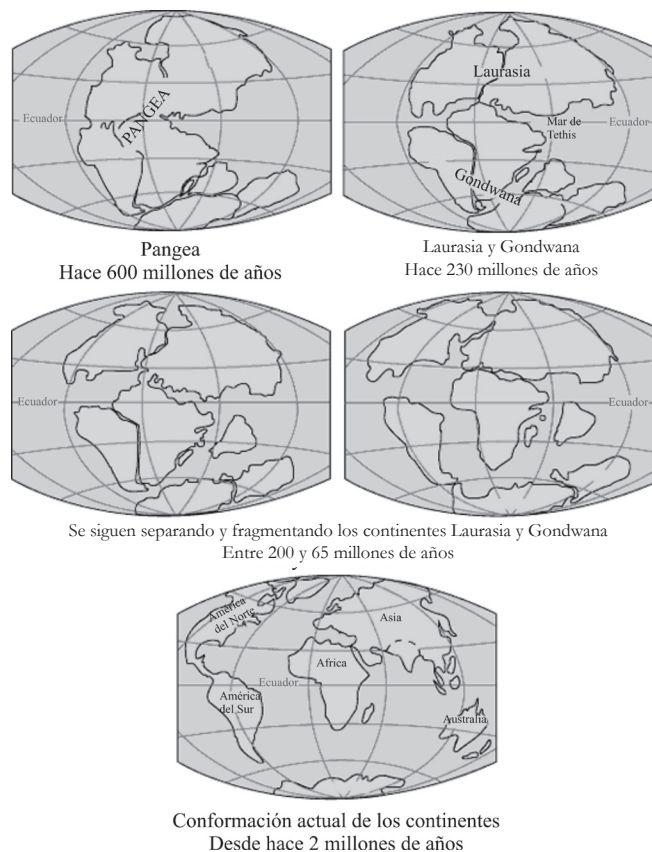 Ecuador
PANGEA
Pangea
Hace 600 millones de años
Laurasia
Mar de
Tethis
Ecuador
Gondwana
Laurasia y Gondwana
Hace 230 millones de años
Ecuador
Ecuador
Se siguen separando y fragmentando los continentes Laurasia y Gondwana
Entre 200 y 65 millones de años
América
del Norte
Asia
Africa
Ecuador
América
del Sur
Australia
Conformación actual de los continentes
Desde hace 2 millones de años